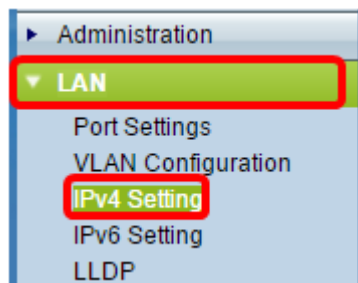 Administration
LAN
Port Settings
VLAN Configuration
IPv4 Setting
IPv6 Setting
LLDP